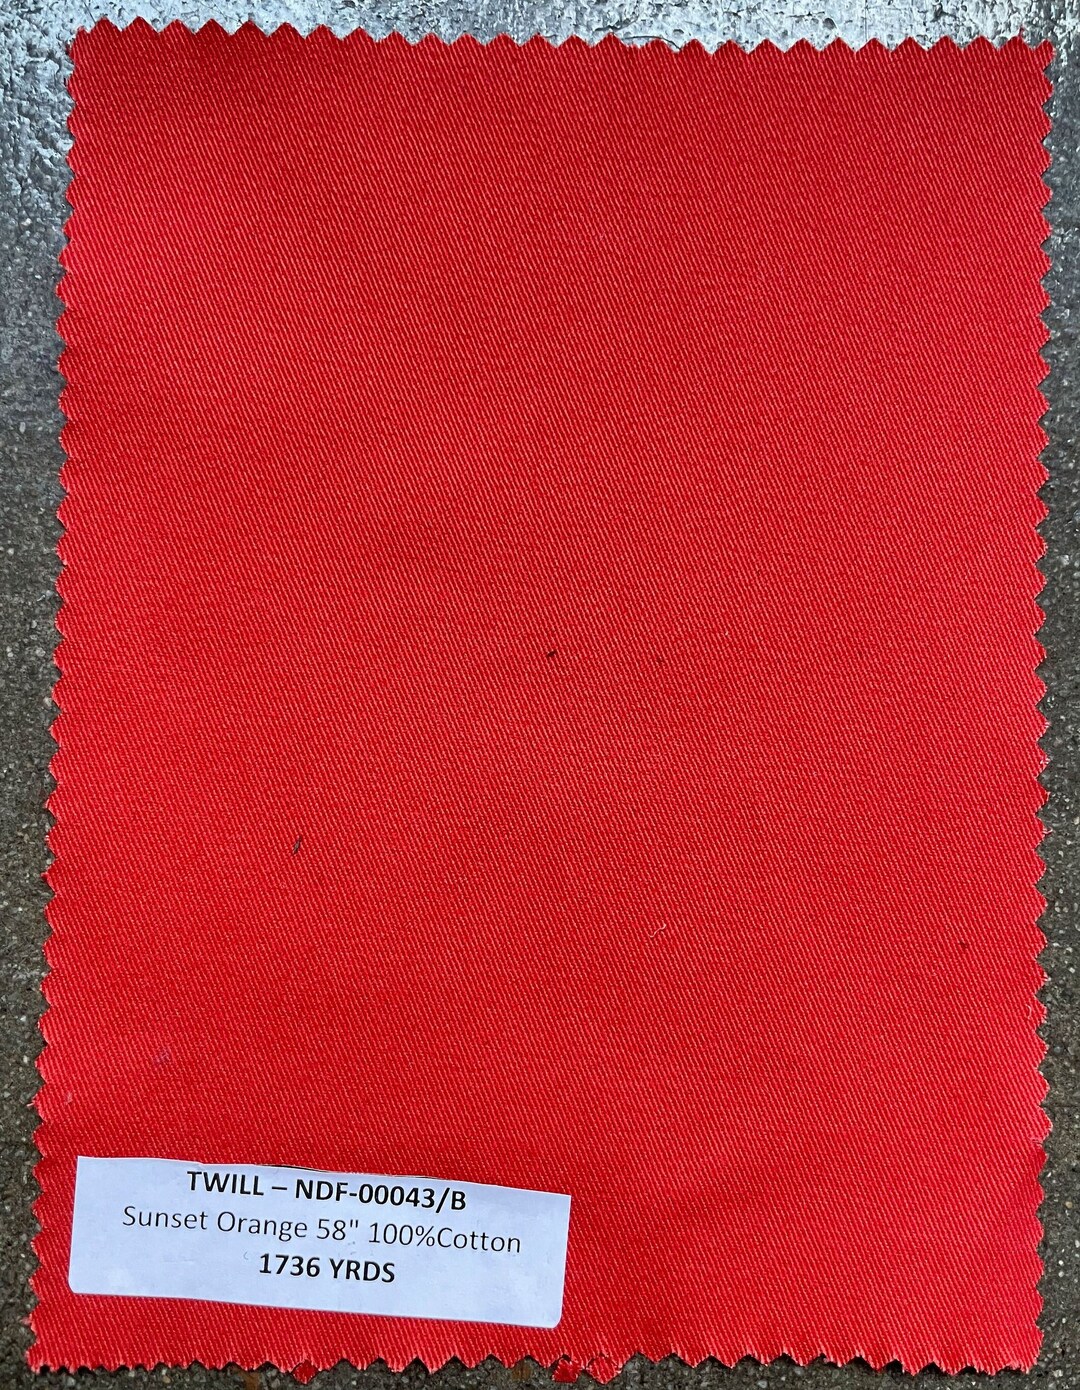 TWILL – NDF-00043/B
Sunset Orange 58" 100%Cotton
1736 YRDS